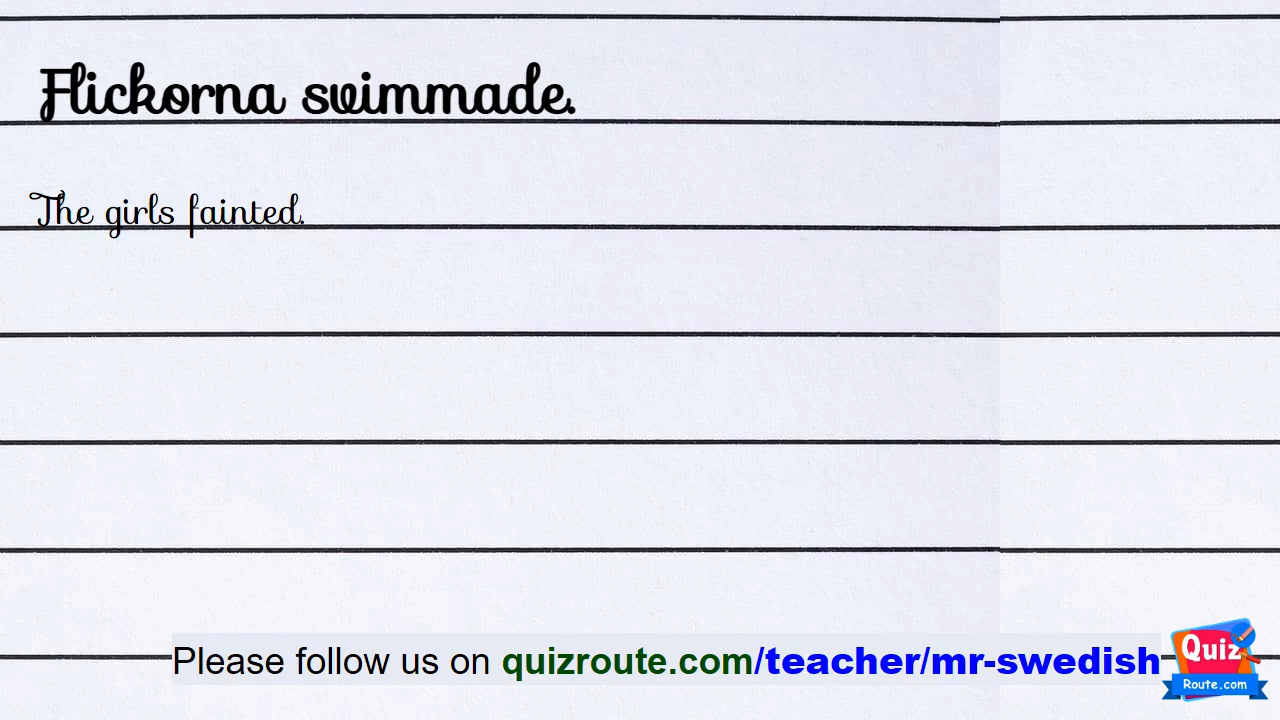 Flickorna svimmade.
The girls fainted.
Please follow us on quizroute.com/teacher/mr-swedish
Quiz
Route.com